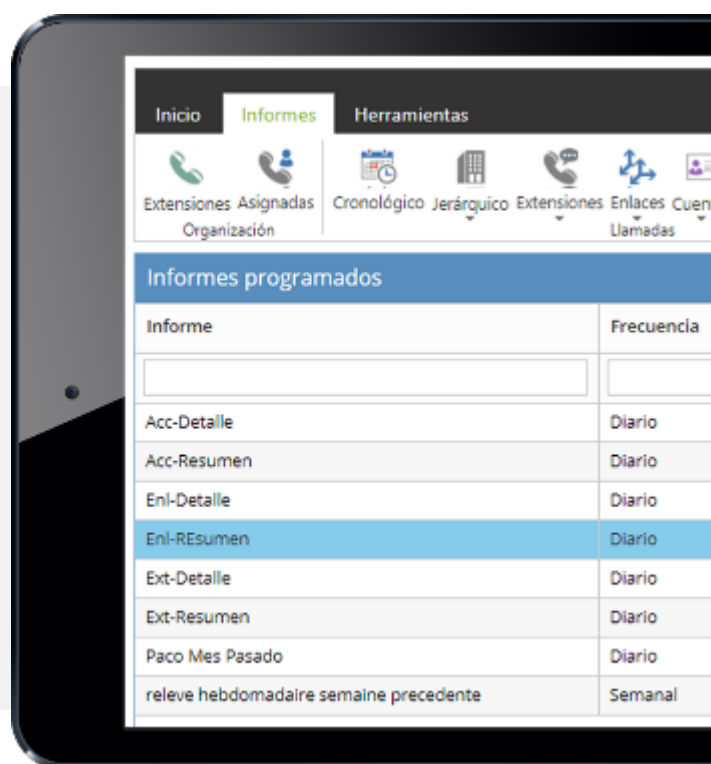 Inicio Informes Herramientas
Extensiones Asignadas Cronológico Jerárquico Extensiones Enlaces
Organización Llamadas
Informes programados
Informe Frecuencia
Acc-Detalle Diario
Acc-Resumen Diario
Enl-Detalle Diario
Enl-REsumen Diario
Ext-Detalle Diario
Ext-Resumen Diario
Paco Mes Pasado Diario
releve hebdomadaire semaine precedente Semanal